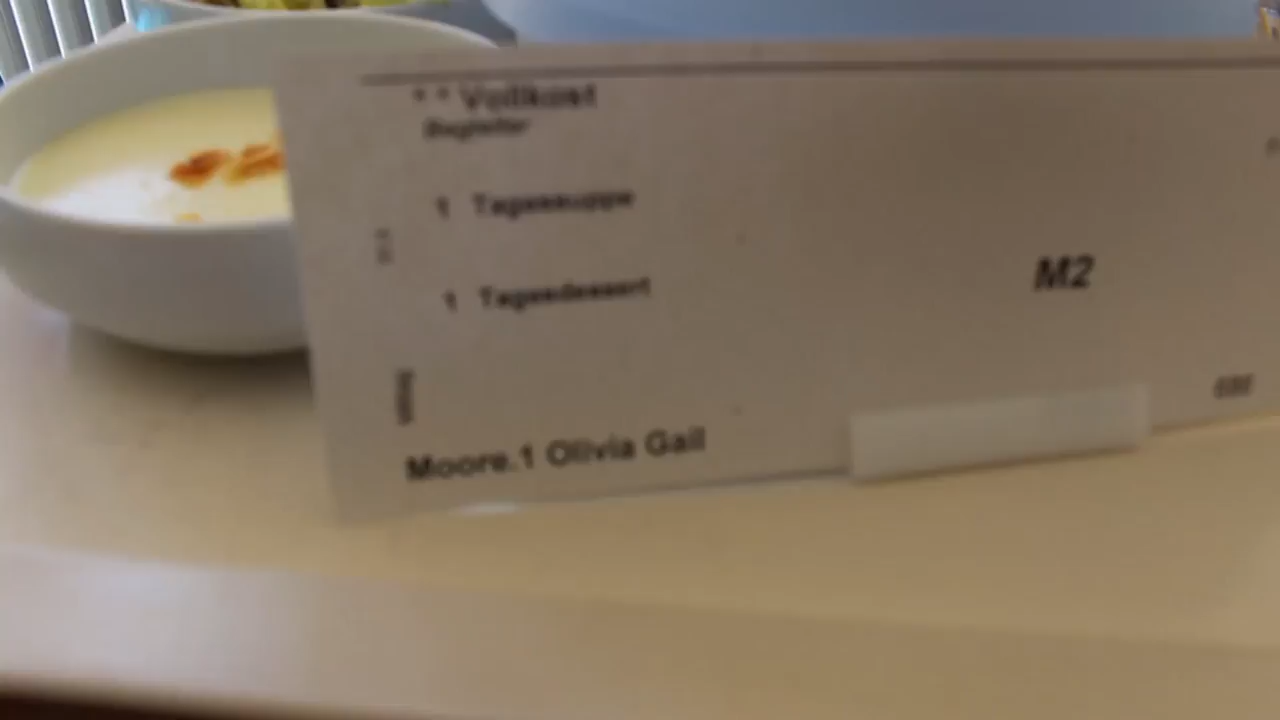 * * Vollkost
Begleiter
1 Tagessuppe
1 Tagesdessert
M2
Moore.1 Olivia Gail